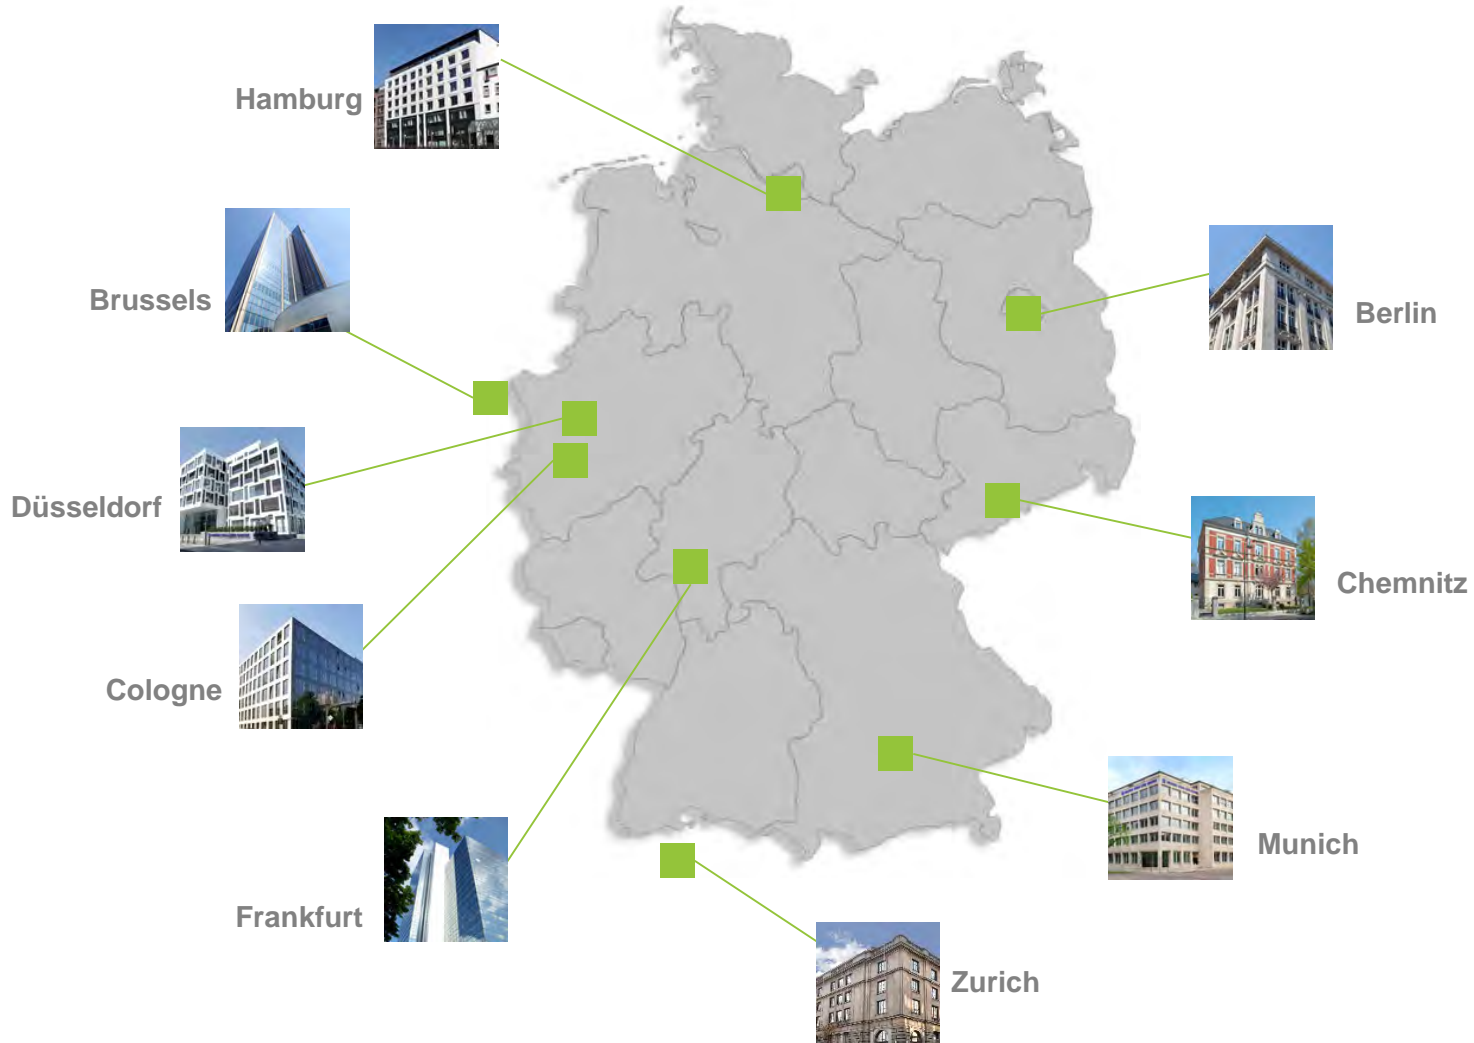 Hamburg
Brussels
Berlin
Düsseldorf
Chemnitz
Cologne
Munich
Frankfurt
Zurich